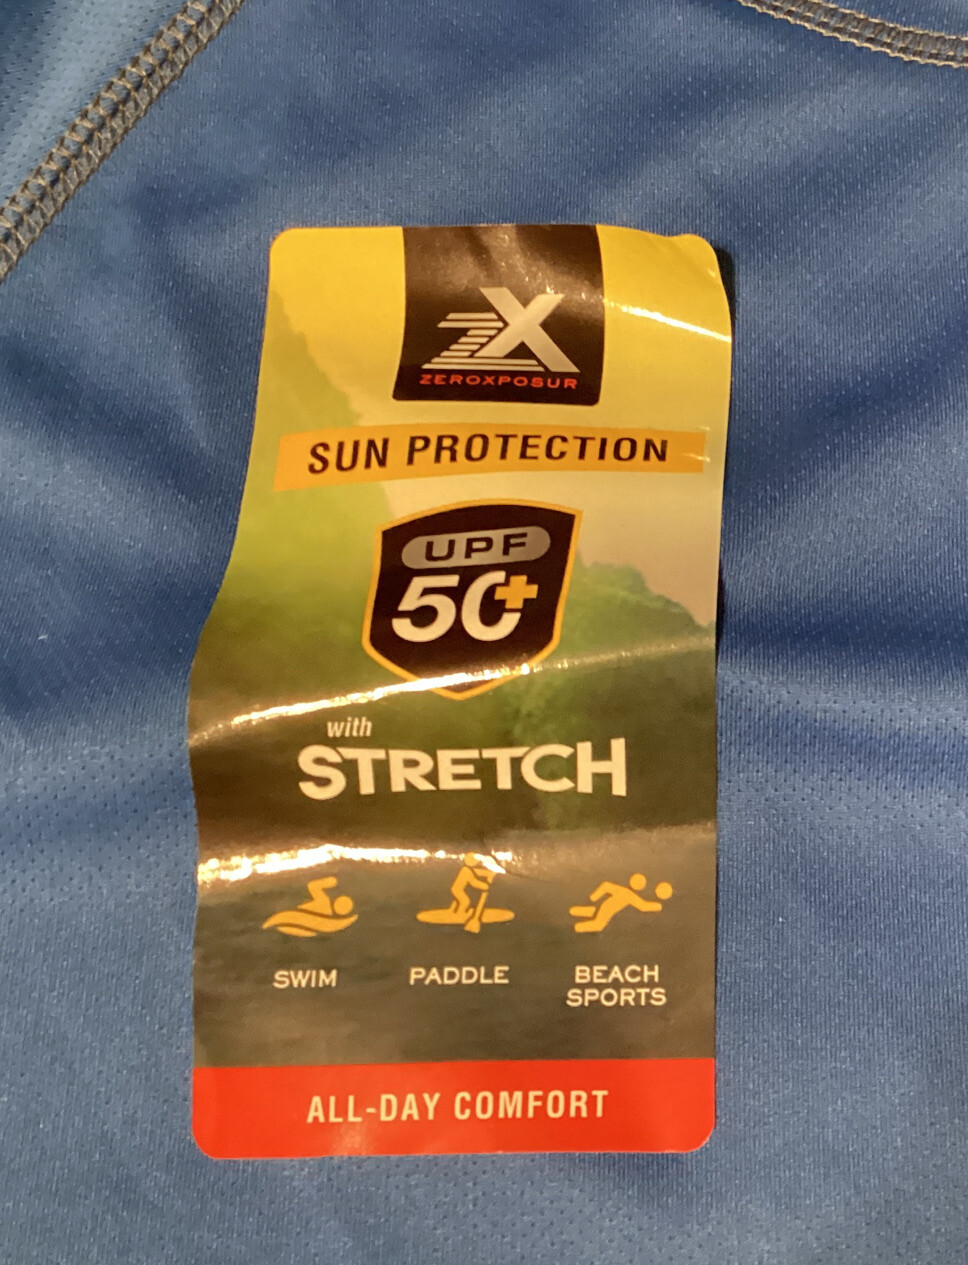 ZX
ZEROXPOSUR
SUN PROTECTION
UPF
50+
with
STRETCH
SWIM
PADDLE
BEACH
SPORTS
ALL-DAY COMFORT